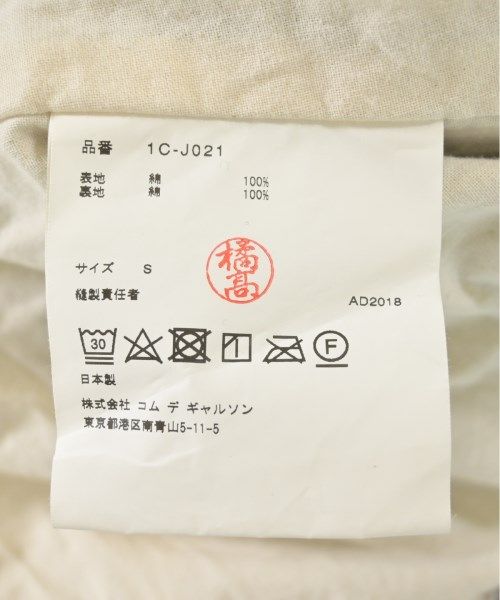 品番 1C-J021
表地 綿 100%
裏地 綿 100%
橘高
サイズ S
縫製責任者
AD2018
30 F
日本製
株式会社 コム デ ギャルソン
東京都港区南青山5-11-5